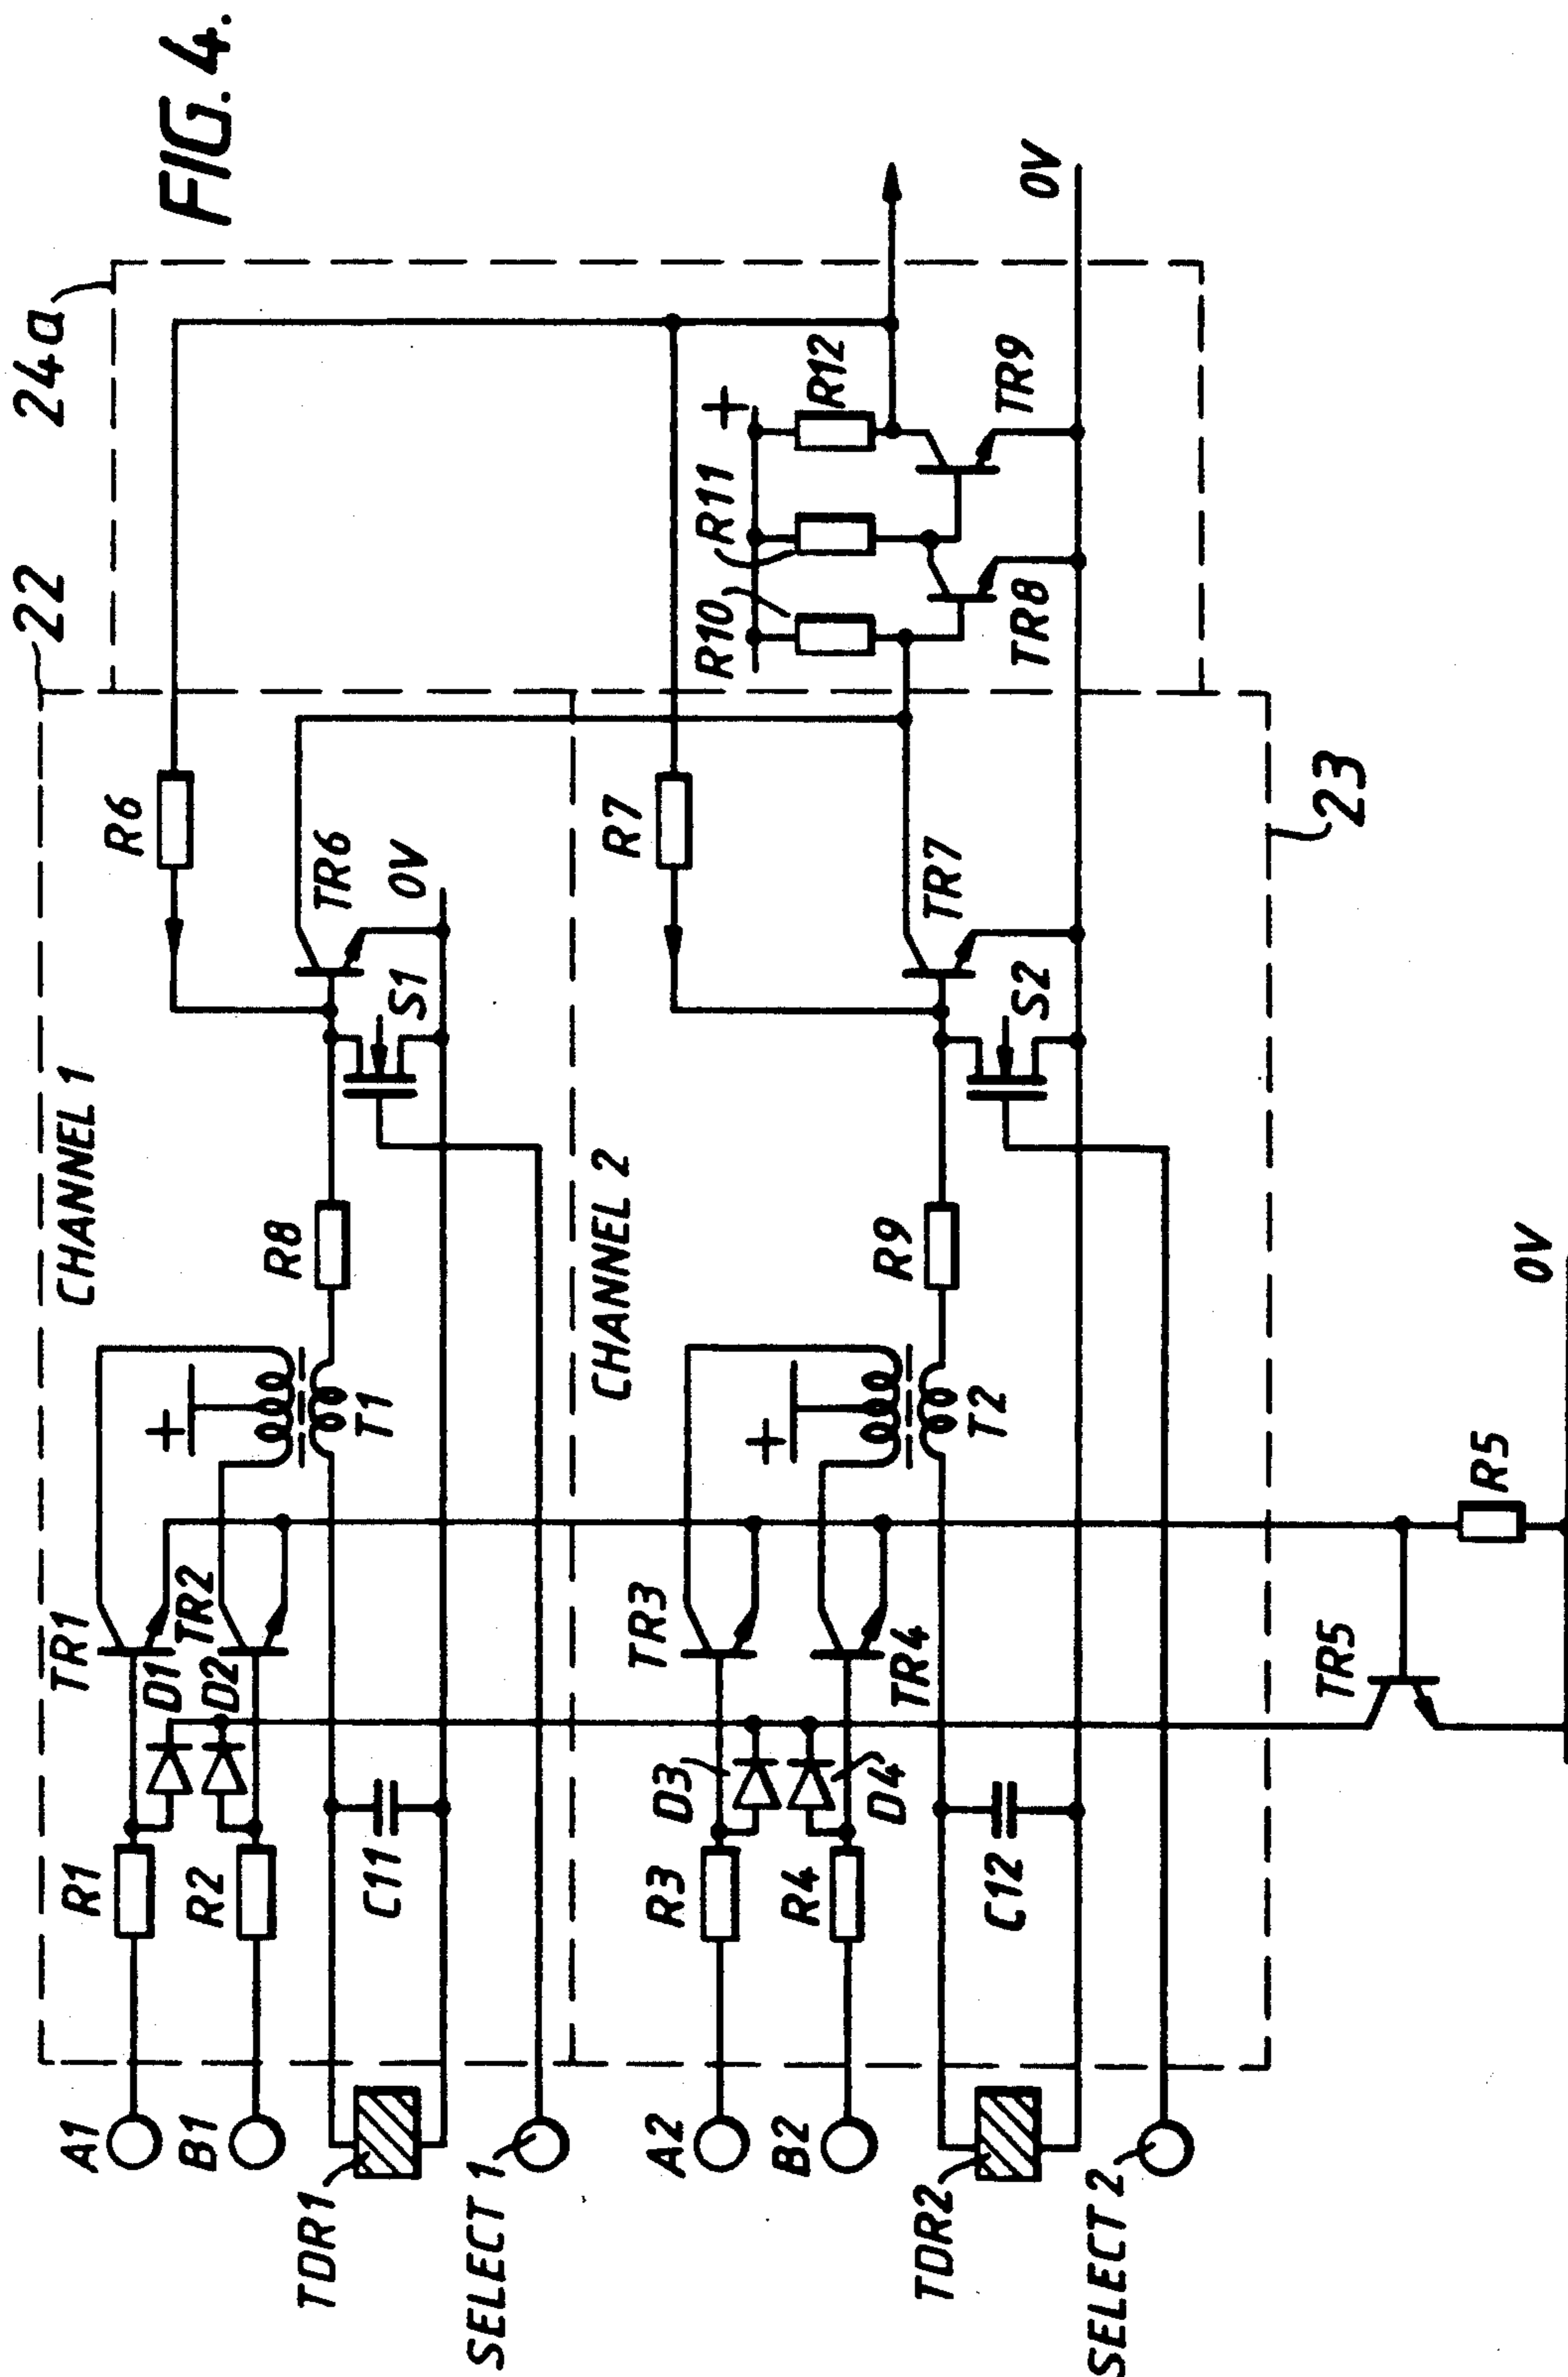 FIG. 4.
22
24a
CHANNEL 1
A1
R1
TR1
D1
B1
R2
D2
TR2
+
T1
R8
R6
TR6
0V
S1
C11
TDR1
SELECT 1
CHANNEL 2
A2
R3
D3
TR3
B2
R4
D4
TR4
+
T2
R9
R7
TR7
S2
C12
TDR2
SELECT 2
R10
R11
+
R12
TR8
TR9
0V
23
TR5
R5
0V